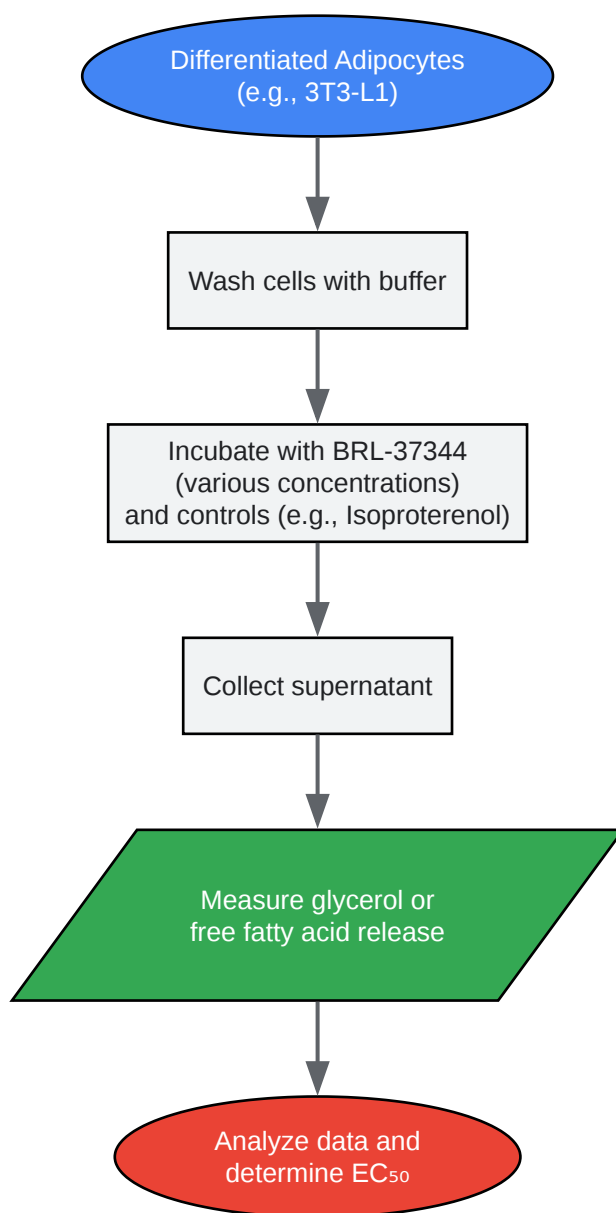 Differentiated Adipocytes
(e.g., 3T3-L1)
Wash cells with buffer
Incubate with BRL-37344
(various concentrations)
and controls (e.g., Isoproterenol)
Collect supernatant
Measure glycerol or
free fatty acid release
Analyze data and
determine EC₅₀